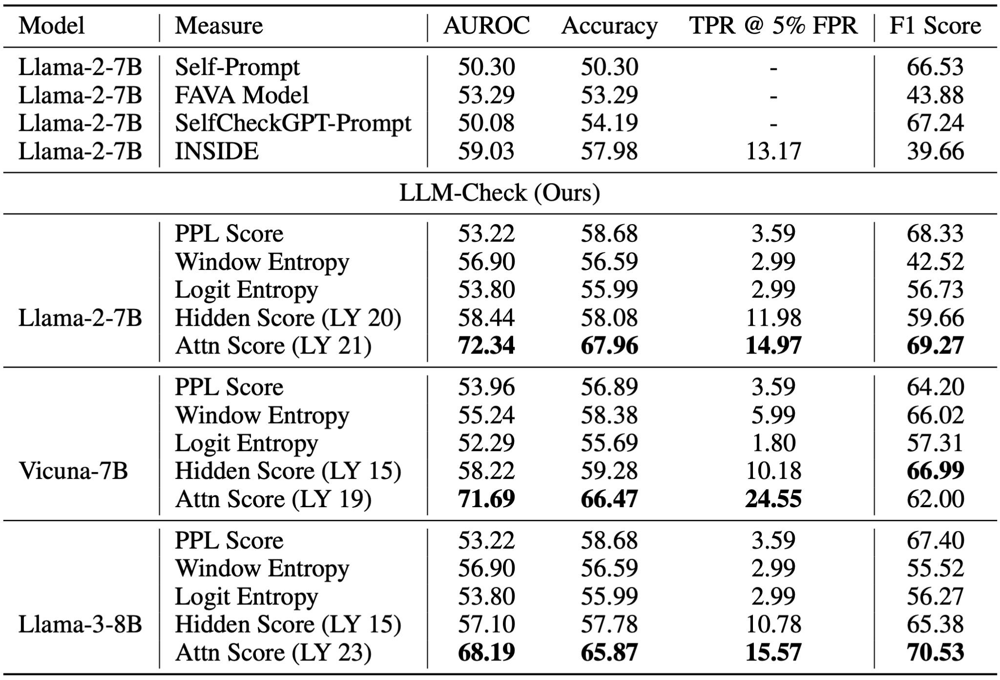 Model Measure AUROC Accuracy TPR @ 5% FPR F1 Score
Llama-2-7B Self-Prompt 50.30 50.30 - 66.53
Llama-2-7B FAVA Model 53.29 53.29 - 43.88
Llama-2-7B SelfCheckGPT-Prompt 50.08 54.19 - 67.24
Llama-2-7B INSIDE 59.03 57.98 13.17 39.66
LLM-Check (Ours)
PPL Score 53.22 58.68 3.59 68.33
Window Entropy 56.90 56.59 2.99 42.52
Logit Entropy 53.80 55.99 2.99 56.73
Llama-2-7B Hidden Score (LY 20) 58.44 58.08 11.98 59.66
Attn Score (LY 21) 72.34 67.96 14.97 69.27
PPL Score 53.96 56.89 3.59 64.20
Window Entropy 55.24 58.38 5.99 66.02
Logit Entropy 52.29 55.69 1.80 57.31
Vicuna-7B Hidden Score (LY 15) 58.22 59.28 10.18 66.99
Attn Score (LY 19) 71.69 66.47 24.55 62.00
PPL Score 53.22 58.68 3.59 67.40
Window Entropy 56.90 56.59 2.99 55.52
Logit Entropy 53.80 55.99 2.99 56.27
Llama-3-8B Hidden Score (LY 15) 57.10 57.78 10.78 65.38
Attn Score (LY 23) 68.19 65.87 15.57 70.53